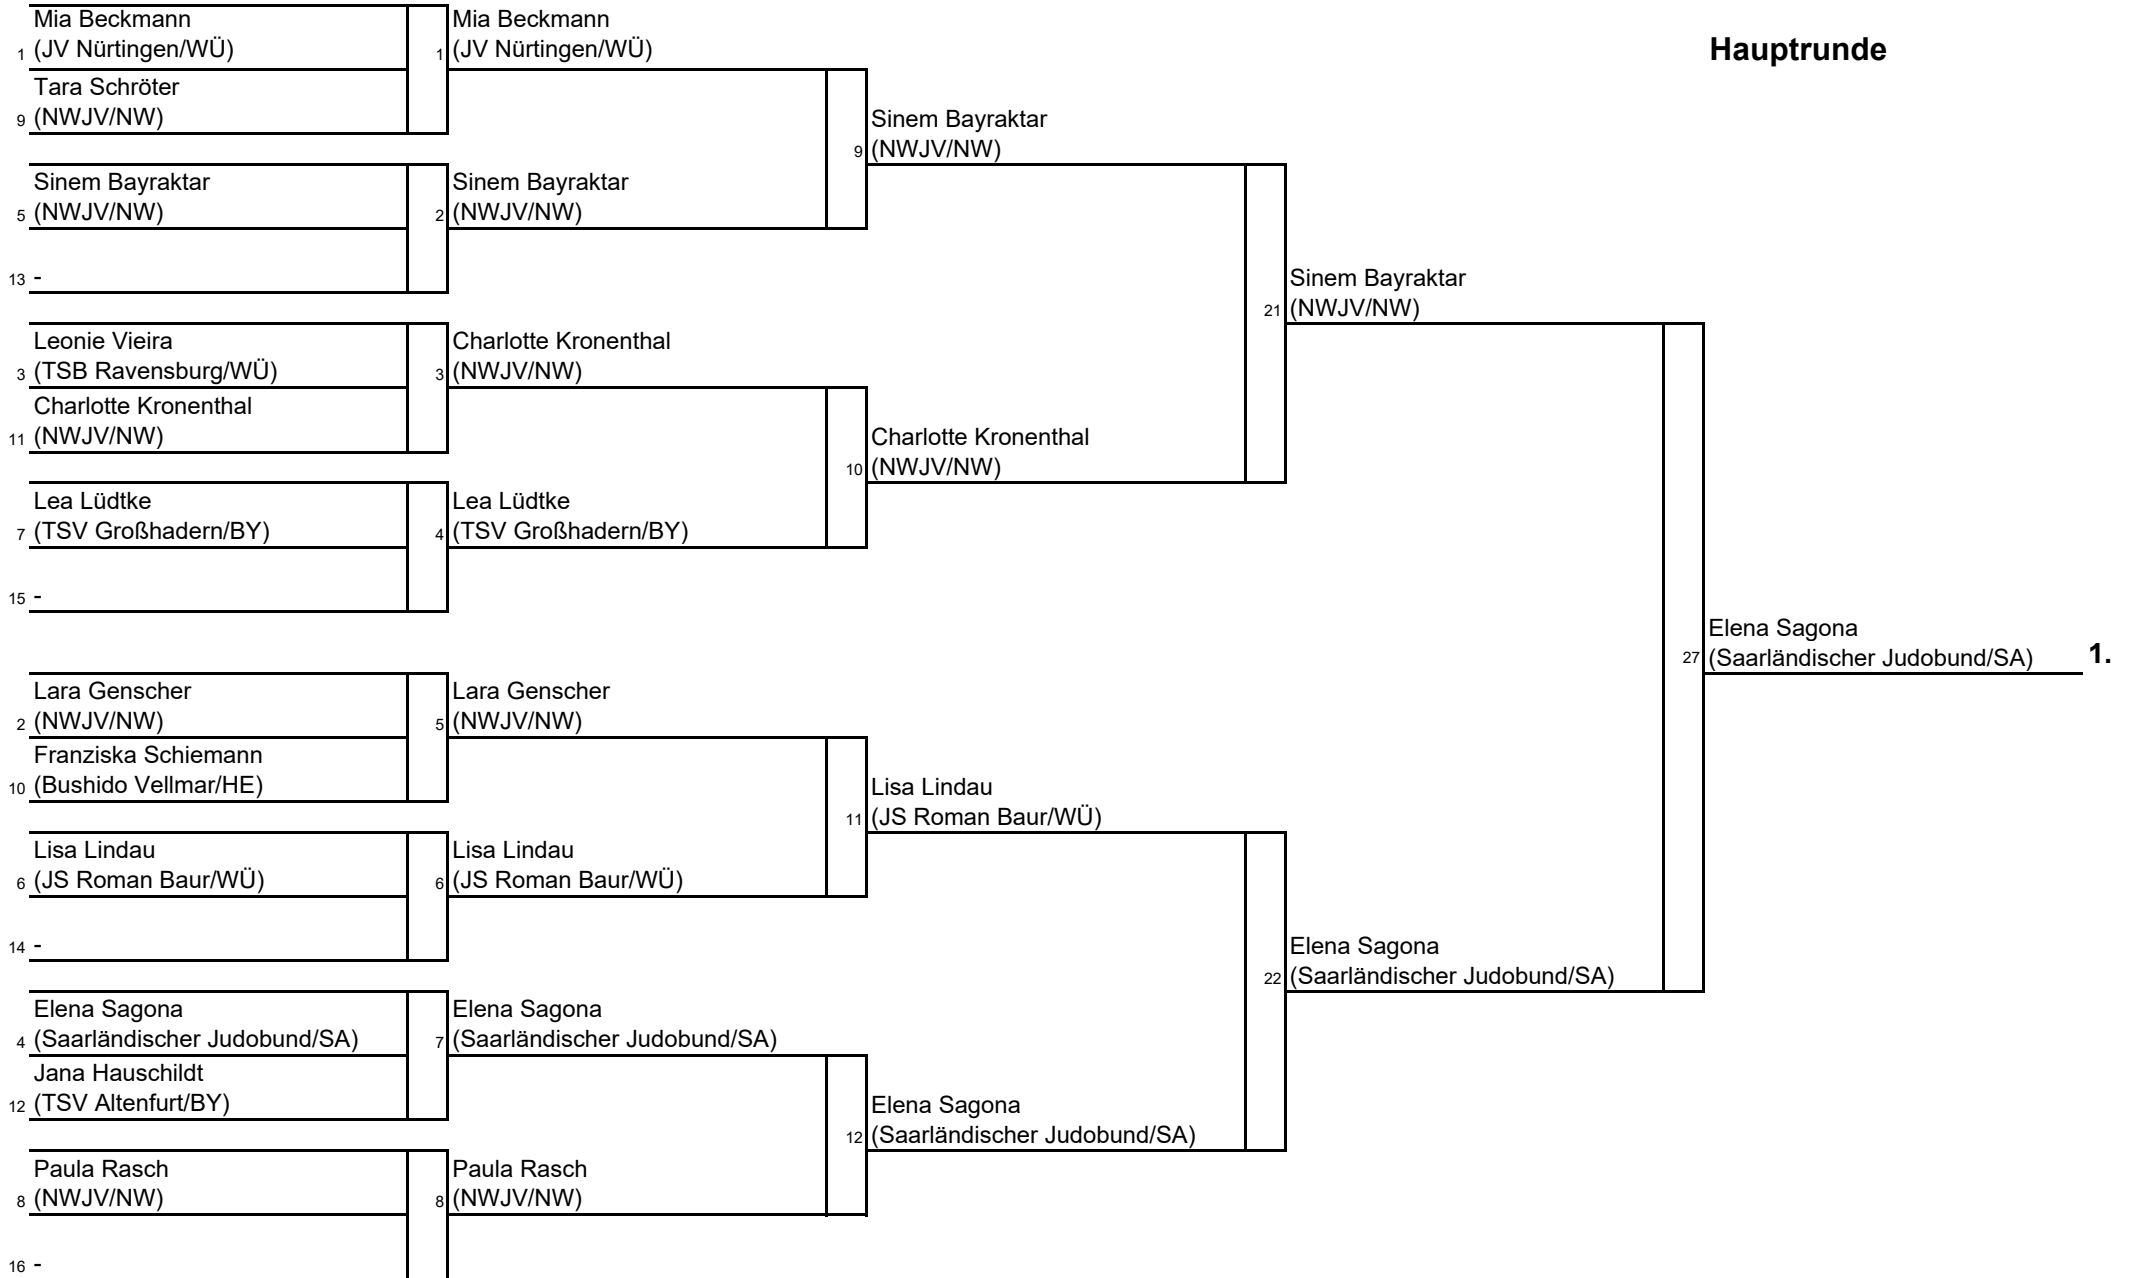 Hauptrunde
Mia Beckmann
1 (JV Nürtingen/WÜ)
Tara Schröter
9 (NWJV/NW)
Sinem Bayraktar
5 (NWJV/NW)
13 -
Leonie Vieira
3 (TSB Ravensburg/WÜ)
Charlotte Kronenthal
11 (NWJV/NW)
Lea Lüdtke
7 (TSV Großhadern/BY)
15 -
Lara Genscher
2 (NWJV/NW)
Franziska Schiemann
10 (Bushido Vellmar/HE)
Lisa Lindau
6 (JS Roman Baur/WÜ)
14 -
Elena Sagona
4 (Saarländischer Judobund/SA)
Jana Hauschildt
12 (TSV Altenfurt/BY)
Paula Rasch
8 (NWJV/NW)
16 -
Mia Beckmann
1 (JV Nürtingen/WÜ)
Sinem Bayraktar
2 (NWJV/NW)
Charlotte Kronenthal
3 (NWJV/NW)
Lea Lüdtke
4 (TSV Großhadern/BY)
Lara Genscher
5 (NWJV/NW)
Lisa Lindau
6 (JS Roman Baur/WÜ)
Elena Sagona
7 (Saarländischer Judobund/SA)
Paula Rasch
8 (NWJV/NW)
Sinem Bayraktar
9 (NWJV/NW)
Charlotte Kronenthal
10 (NWJV/NW)
Lisa Lindau
11 (JS Roman Baur/WÜ)
Elena Sagona
12 (Saarländischer Judobund/SA)
Sinem Bayraktar
21 (NWJV/NW)
Elena Sagona
22 (Saarländischer Judobund/SA)
Elena Sagona
27 (Saarländischer Judobund/SA) 1.